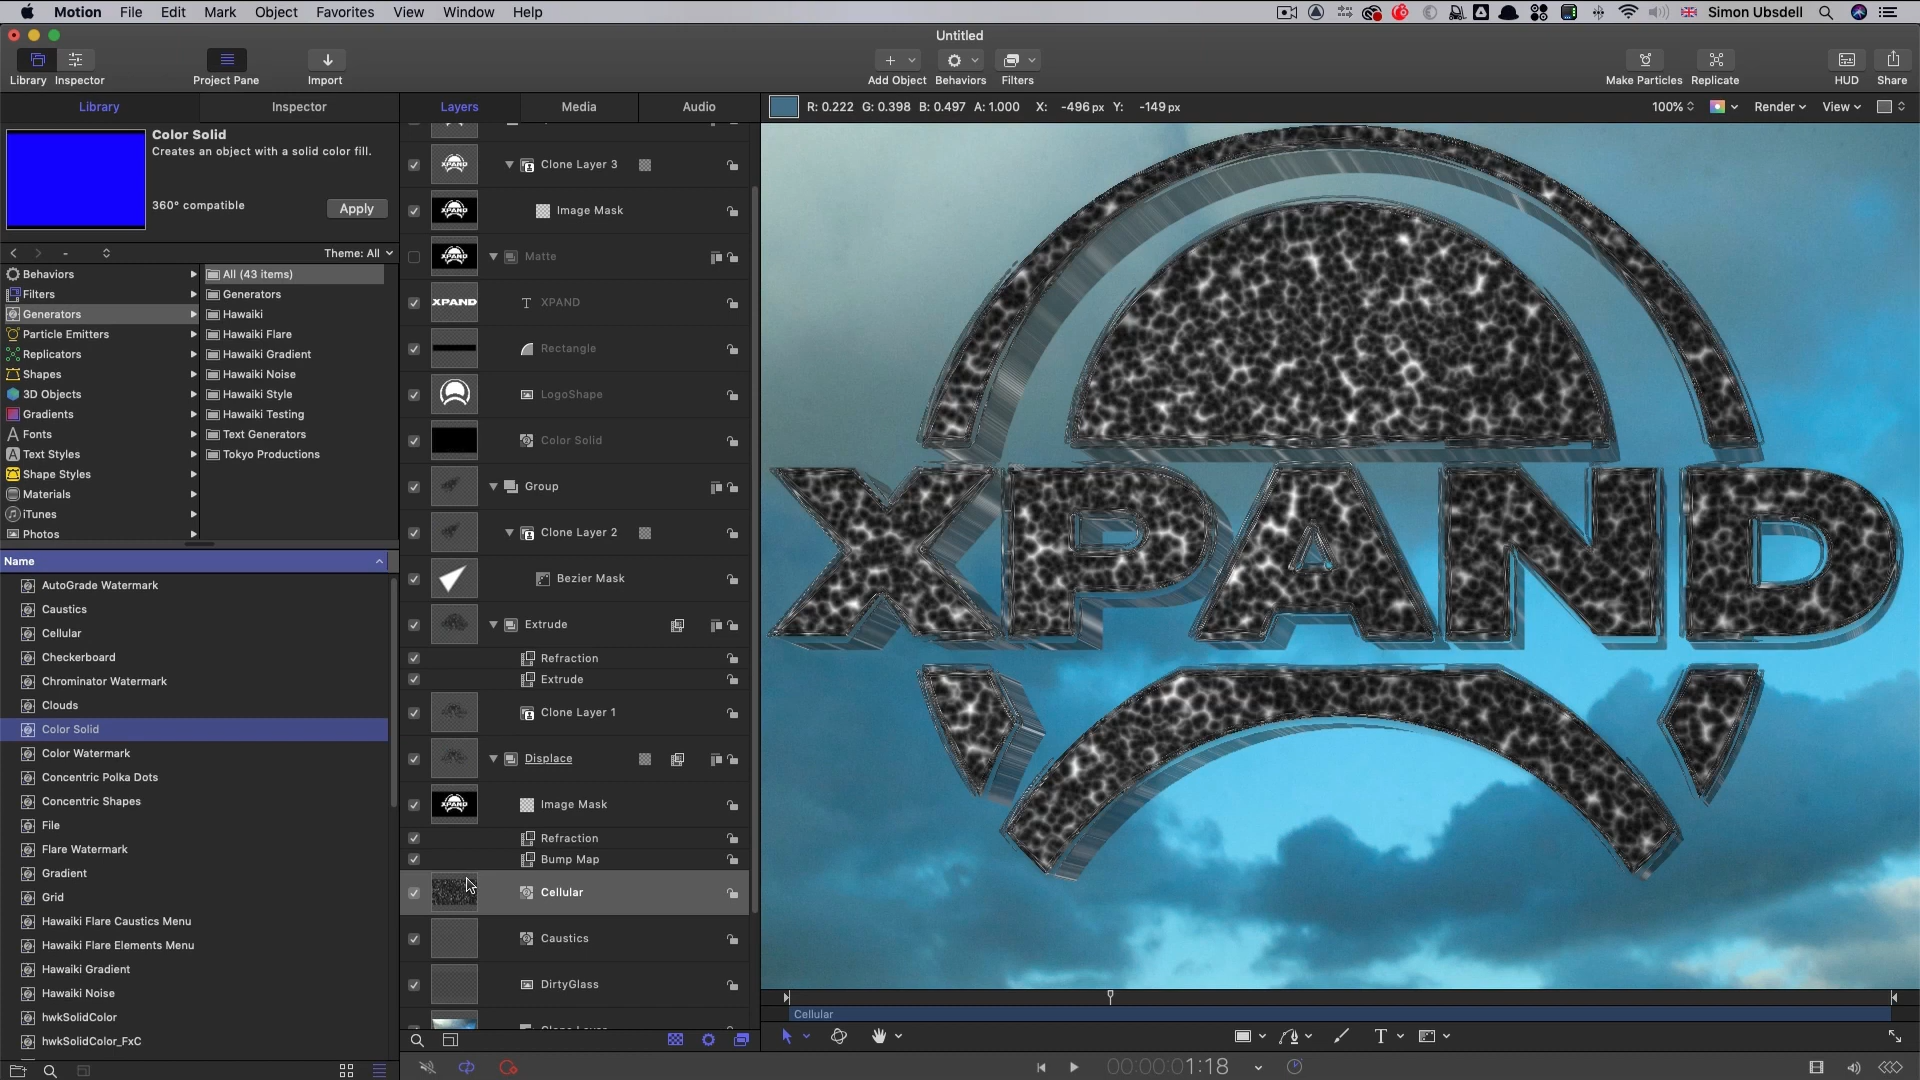 Motion File Edit Mark Object Favorites View Window Help Simon Ubsdell
Untitled
Library Inspector Project Pane Import Add Object Behaviors Filters Make Particles Replicate HUD Share
Library Inspector Layers Media Audio R: 0.222 G: 0.398 B: 0.497 A: 1.000 X: -496 px Y: -149 px 100% Render View
Color Solid
Creates an object with a solid color fill.
360° compatible
Apply
Theme: All
Behaviors
Filters
Generators
Particle Emitters
Replicators
Shapes
3D Objects
Gradients
Fonts
Text Styles
Shape Styles
Materials
iTunes
Photos
All (43 items)
Generators
Hawaiki
Hawaiki Flare
Hawaiki Gradient
Hawaiki Noise
Hawaiki Style
Hawaiki Testing
Text Generators
Tokyo Productions
Name
AutoGrade Watermark
Caustics
Cellular
Checkerboard
Chrominator Watermark
Clouds
Color Solid
Color Watermark
Concentric Polka Dots
Concentric Shapes
File
Flare Watermark
Gradient
Grid
Hawaiki Flare Caustics Menu
Hawaiki Flare Elements Menu
Hawaiki Gradient
Hawaiki Noise
hwkSolidColor
hwkSolidColor_FxC
XPAND Clone Layer 3
XPAND Image Mask
XPAND Matte
XPAND XPAND
Rectangle
LogoShape
Color Solid
Group
Clone Layer 2
Bezier Mask
Extrude
Refraction
Extrude
Clone Layer 1
Displace
XPAND Image Mask
Refraction
Bump Map
Cellular
Caustics
DirtyGlass
XPAND
Cellular
00:00:01:18